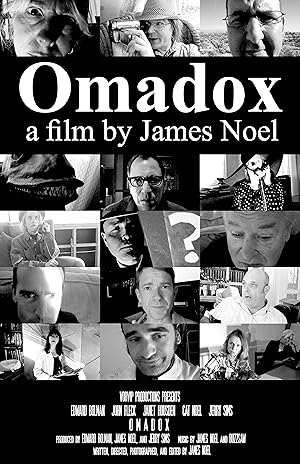 Omadox
a film by James Noel
?
PRODUCTIONS PRESENTS
EDWARD BOLMAN JOHN FLECK JANET HOUSDEN CAT NOEL JERRY SIMS
OMADOX
PRODUCED BY EDWARD BOLMAN, JAMES NOEL, AND JERRY SIMS MUSIC BY JAMES NOEL AND BUZZSAW
WRITTEN, DIRECTED, PHOTOGRAPHED, AND EDITED BY JAMES NOEL